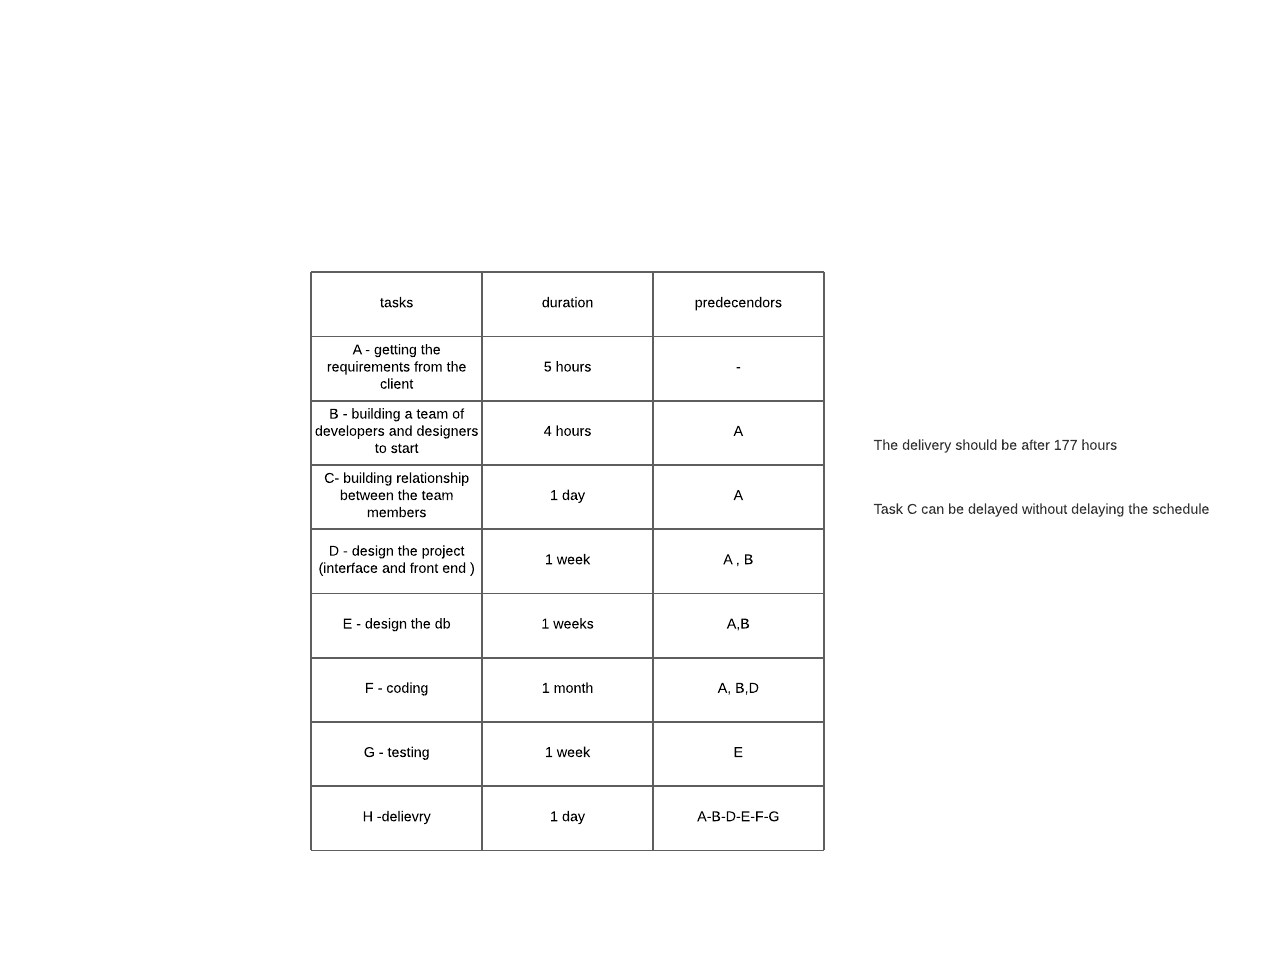 tasks
duration
predecendors
A - getting the
requirements from the
client
5 hours
-
B - building a team of
developers and designers
to start
4 hours
A
The delivery should be after 177 hours
C- building relationship
between the team
members
1 day
A
Task C can be delayed without delaying the schedule
D - design the project
(interface and front end )
1 week
A , B
E - design the db
1 weeks
A,B
F - coding
1 month
A, B,D
G - testing
1 week
E
H -delievry
1 day
A-B-D-E-F-G